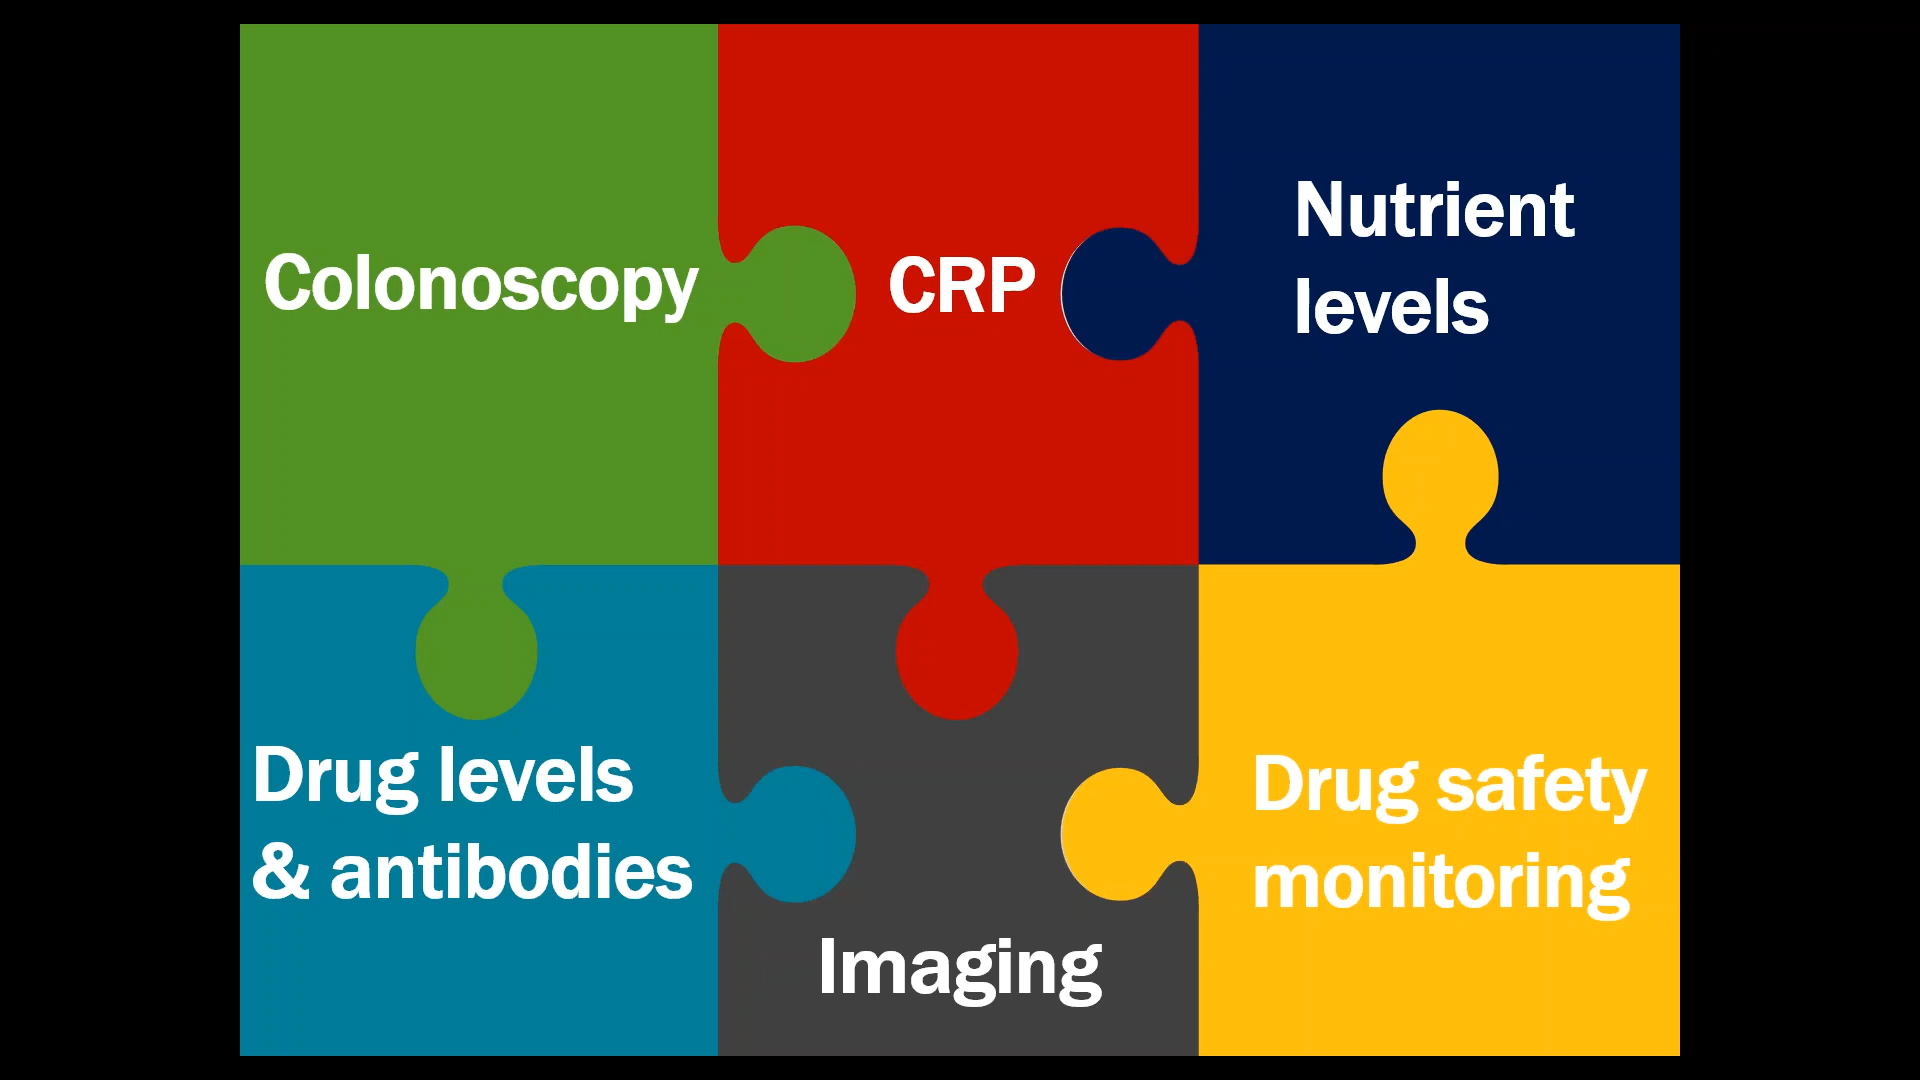 Colonoscopy
CRP
Nutrient
levels
Drug levels
& antibodies
Imaging
Drug safety
monitoring